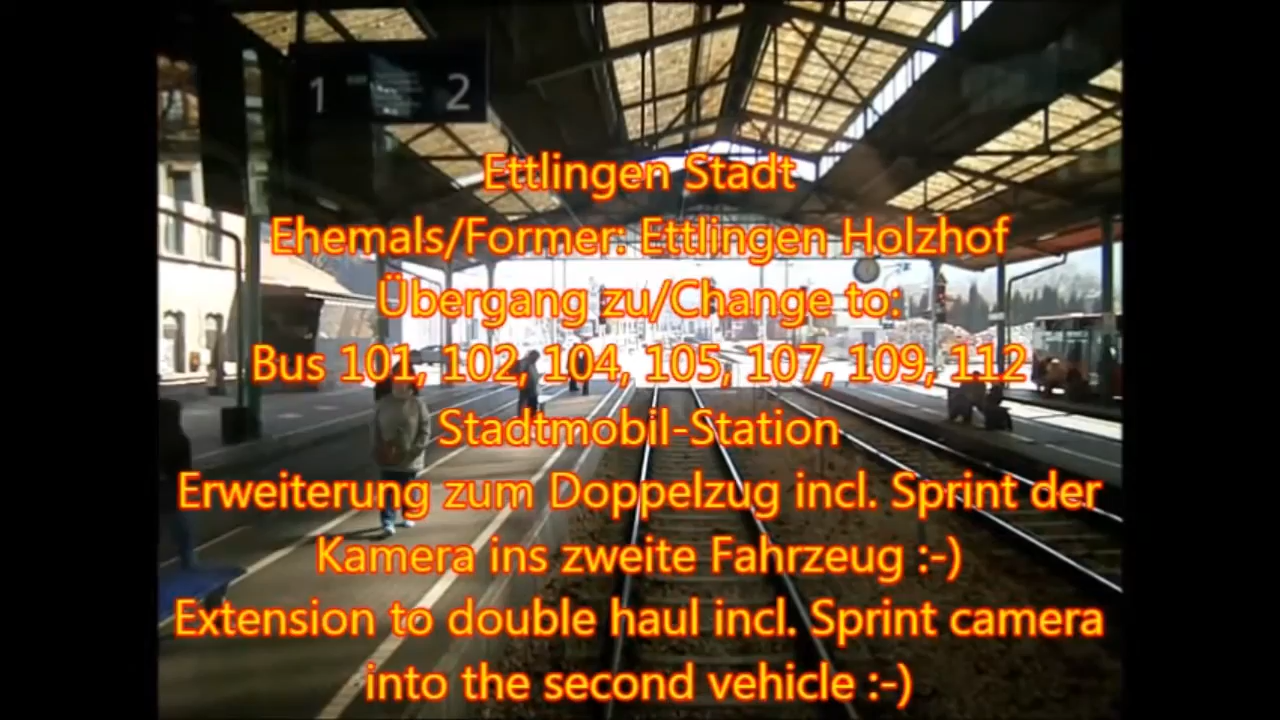 1 2
Ettlingen Stadt
Ehemals/Former: Ettlingen Holzhof
Übergang zu/Change to:
Bus 101, 102, 104, 105, 107, 109, 112
Stadtmobil-Station
Erweiterung zum Doppelzug incl. Sprint der
Kamera ins zweite Fahrzeug :-)
Extension to double haul incl. Sprint camera
into the second vehicle :-)